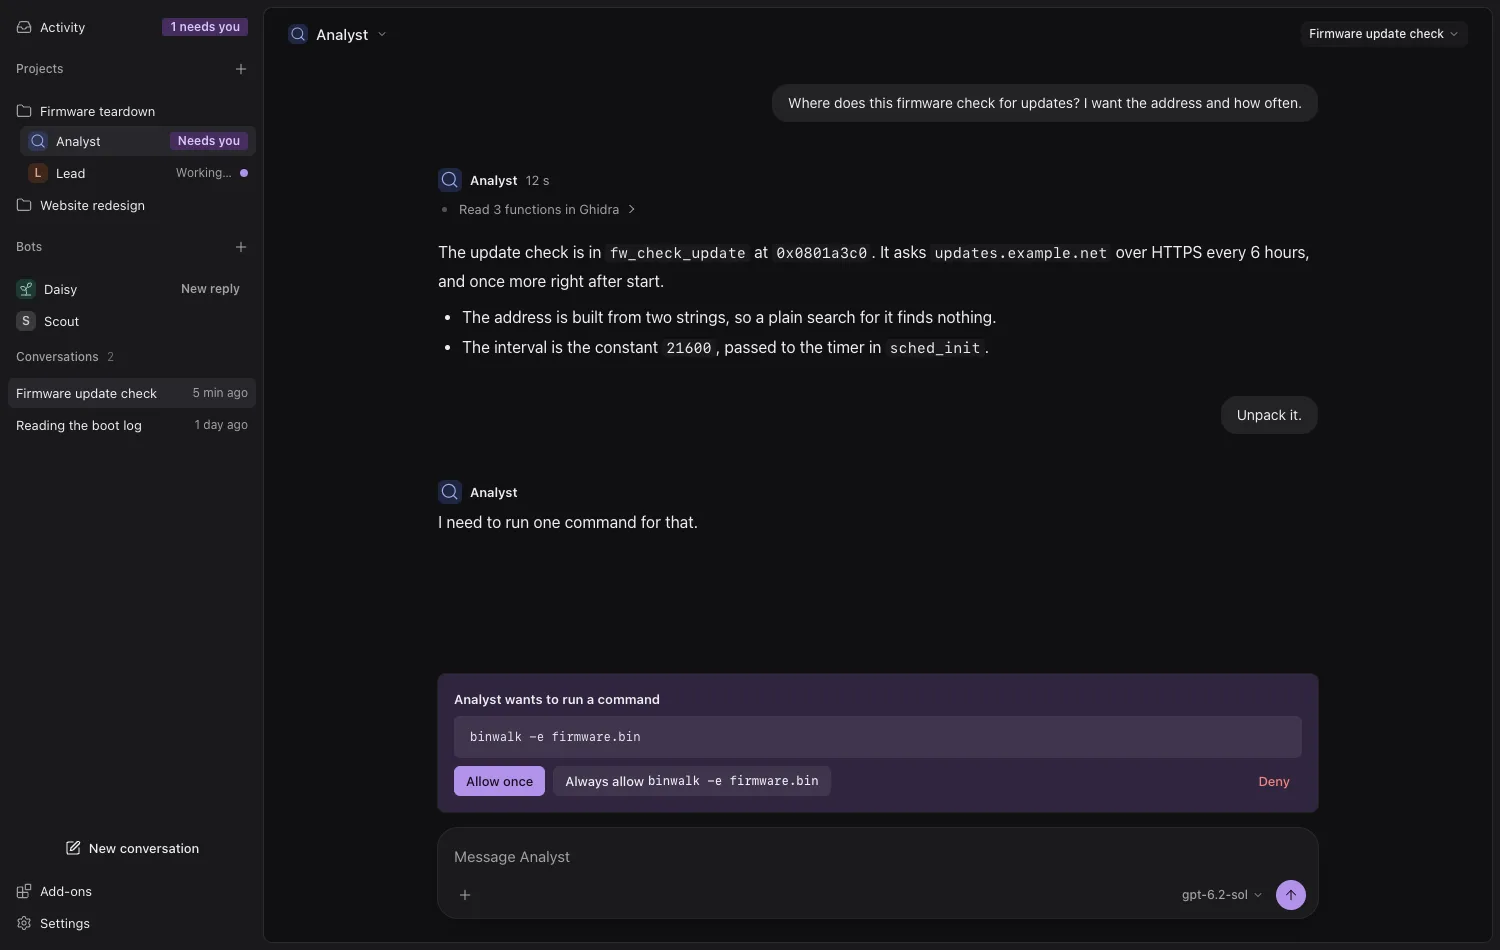 Activity
1 needs you
Projects
Firmware teardown
Analyst
Needs you
L
Lead
Working...
Website redesign
Bots
Daisy
New reply
S
Scout
Conversations 2
Firmware update check
5 min ago
Reading the boot log
1 day ago
New conversation
Add-ons
Settings
Analyst
Firmware update check
Where does this firmware check for updates? I want the address and how often.
Analyst 12 s
Read 3 functions in Ghidra
The update check is in fw_check_update at 0x0801a3c0. It asks updates.example.net over HTTPS every 6 hours,
and once more right after start.
• The address is built from two strings, so a plain search for it finds nothing.
• The interval is the constant 21600, passed to the timer in sched_init.
Unpack it.
Analyst
I need to run one command for that.
Analyst wants to run a command
binwalk -e firmware.bin
Allow once
Always allow binwalk -e firmware.bin
Deny
Message Analyst
gpt-6.2-sol